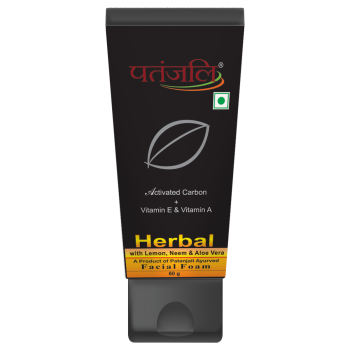 पतंजलि®
Activated Carbon
+
Vitamin E & Vitamin A
Herbal
with Lemon, Neem & Aloe Vera
A Product of Patanjali Ayurved
Facial Foam
60 g